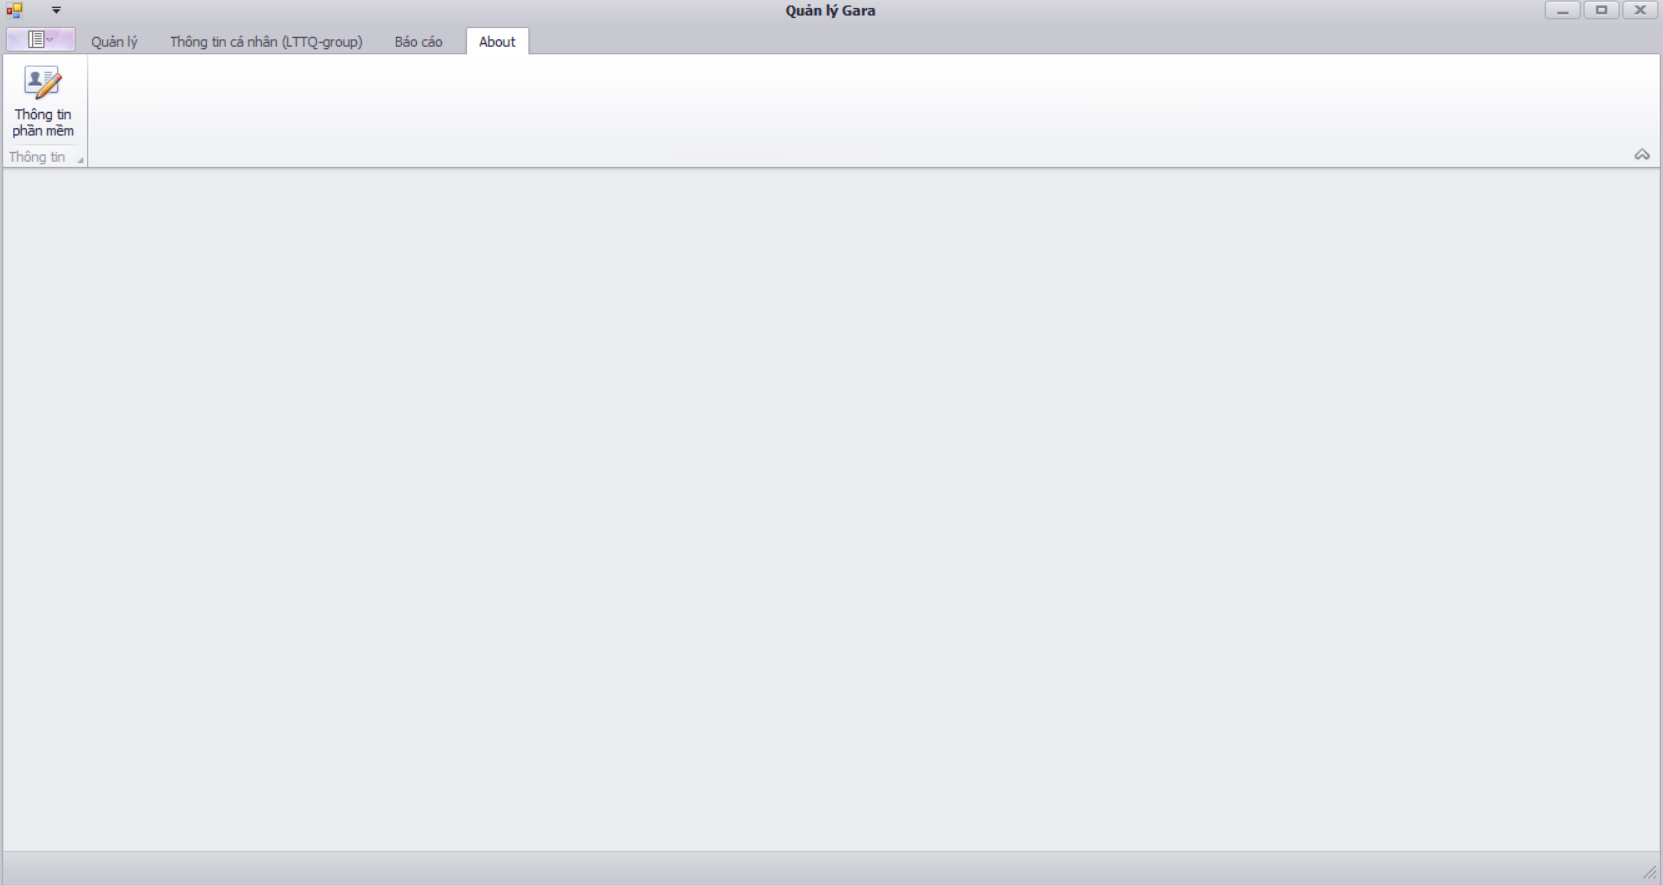 Quản lý Gara
Quản lý
Thông tin cá nhân (LTTQ-group)
Báo cáo
About
Thông tin
phần mềm
Thông tin